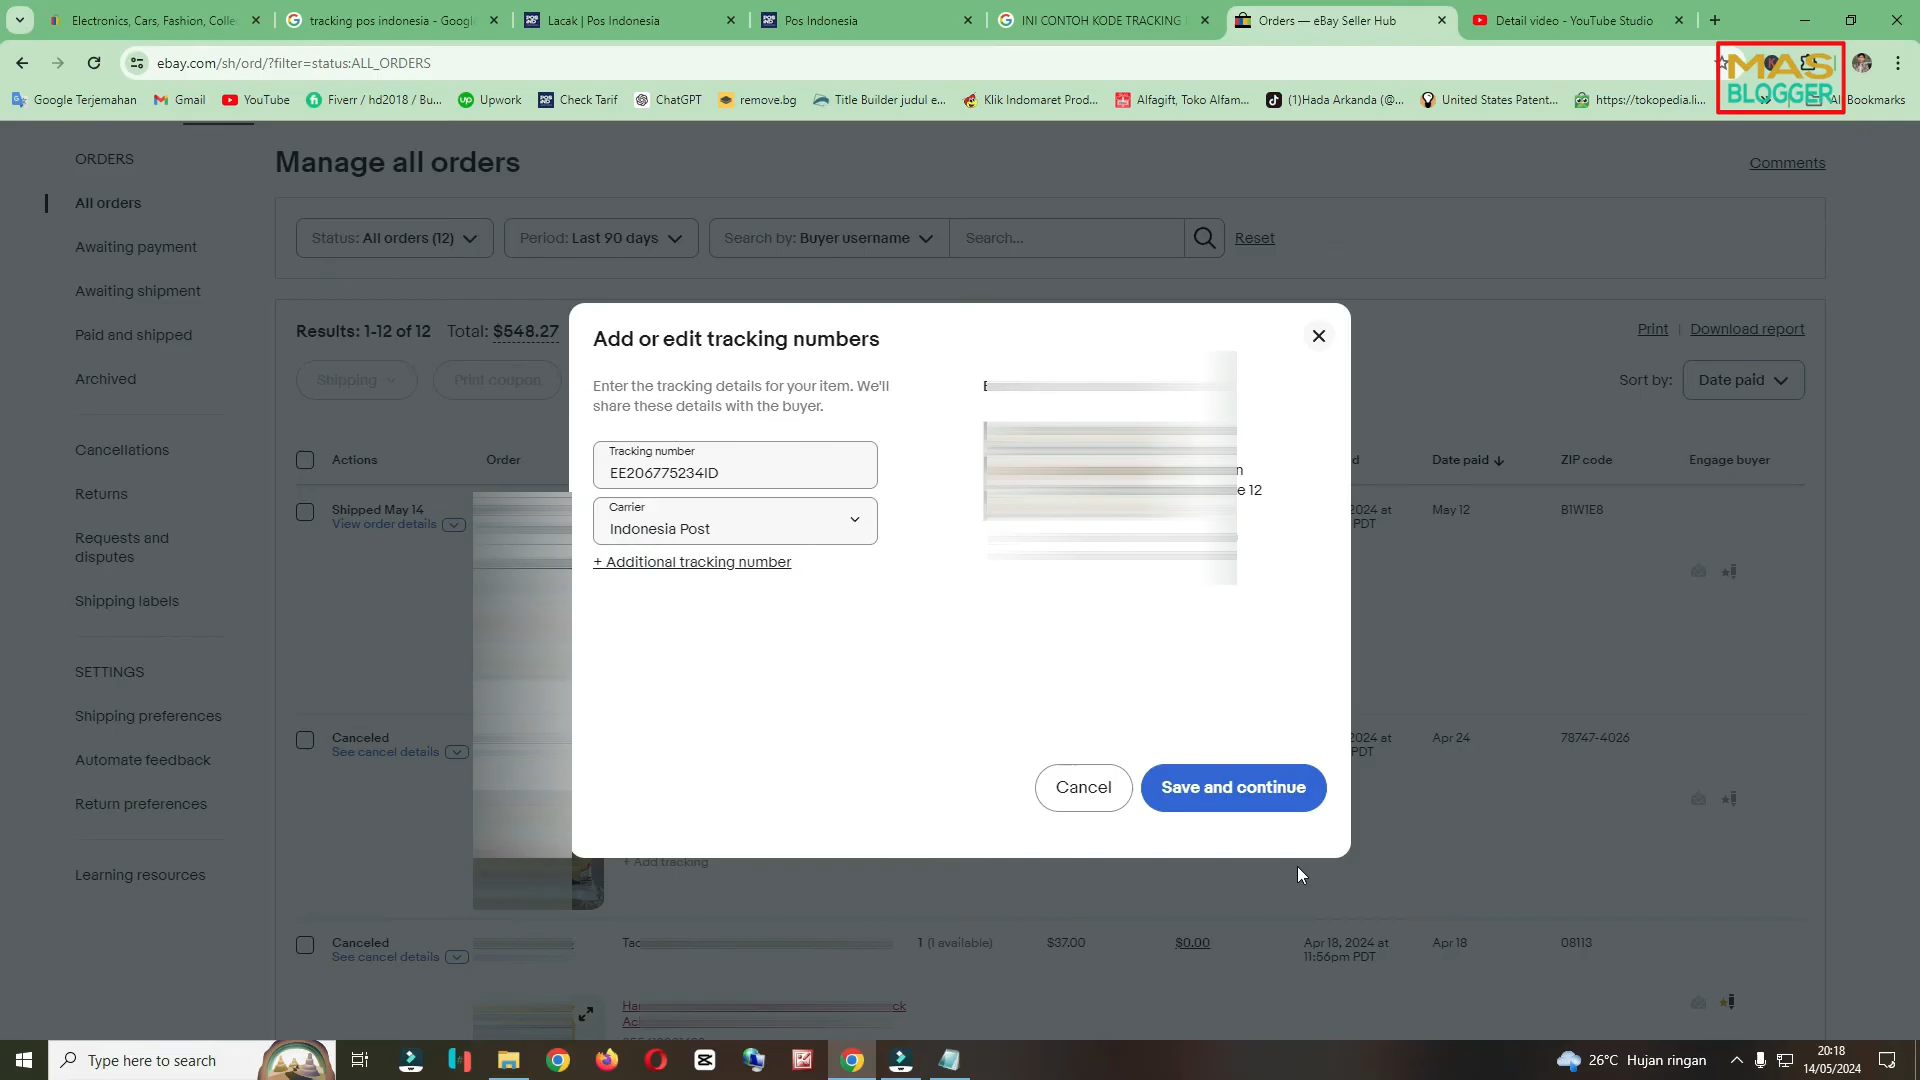 Electronics, Cars, Fashion, Colle
tracking pos indonesia - Googl
Lacak | Pos Indonesia
Pos Indonesia
INI CONTOH KODE TRACKING
Orders — eBay Seller Hub
Detail video - YouTube Studio
ebay.com/sh/ord/?filter=status:ALL_ORDERS
MAS
BLOGGER
Google Terjemahan
Gmail
YouTube
Fiverr / hd2018 / Bu...
Upwork
Check Tarif
ChatGPT
remove.bg
Title Builder judul e...
Klik Indomaret Prod...
Alfagift, Toko Alfam...
(1)Hada Arkanda (@...
United States Patent...
https://tokopedia.li...
Bookmarks
ORDERS
All orders
Awaiting payment
Awaiting shipment
Paid and shipped
Archived
Cancellations
Returns
Requests and
disputes
Shipping labels
SETTINGS
Shipping preferences
Automate feedback
Return preferences
Learning resources
Manage all orders
Comments
Status: All orders (12)
Period: Last 90 days
Search by: Buyer username
Search...
Reset
Results: 1-12 of 12
Total: $548.27
Print
Download report
Shipping
Print coupon
Sort by:
Date paid
Actions
Order
Date paid
ZIP code
Engage buyer
Shipped May 14
View order details
2024 at
PDT
May 12
B1W1E8
Add or edit tracking numbers
Enter the tracking details for your item. We'll
share these details with the buyer.
Tracking number
EE206775234ID
Carrier
Indonesia Post
+ Additional tracking number
e 12
Cancel
Save and continue
Canceled
See cancel details
2024 at
PDT
Apr 24
78747-4026
+ Add tracking
Canceled
See cancel details
1 (1 available)
$37.00
$0.00
Apr 18, 2024 at
11:56pm PDT
Apr 18
08113
Type here to search
26°C Hujan ringan
20:18
14/05/2024